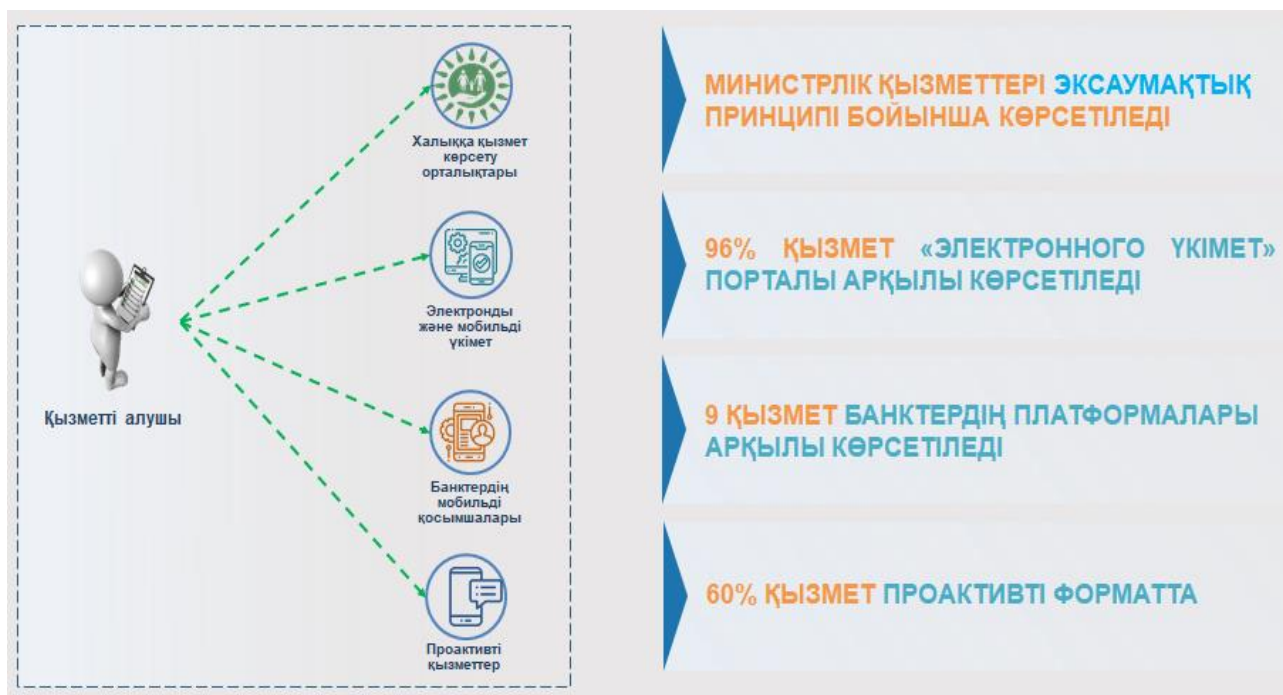 Халыққа қызмет
көрсету
орталықтары
Электронды
және мобильді
үкімет
Қызметті алушы
Банктердің
мобильді
қосымшалары
Проактивті
қызметтер
МИНИСТРЛІК ҚЫЗМЕТТЕРІ ЭКСАУМАҚТЫҚ
ПРИНЦИПІ БОЙЫНША КӨРСЕТІЛЕДІ
96% ҚЫЗМЕТ «ЭЛЕКТРОННОГО ҮКІМЕТ»
ПОРТАЛЫ АРҚЫЛЫ КӨРСЕТІЛЕДІ
9 ҚЫЗМЕТ БАНКТЕРДІҢ ПЛАТФОРМАЛАРЫ
АРҚЫЛЫ КӨРСЕТІЛЕДІ
60% ҚЫЗМЕТ ПРОАКТИВТІ ФОРМАТТА